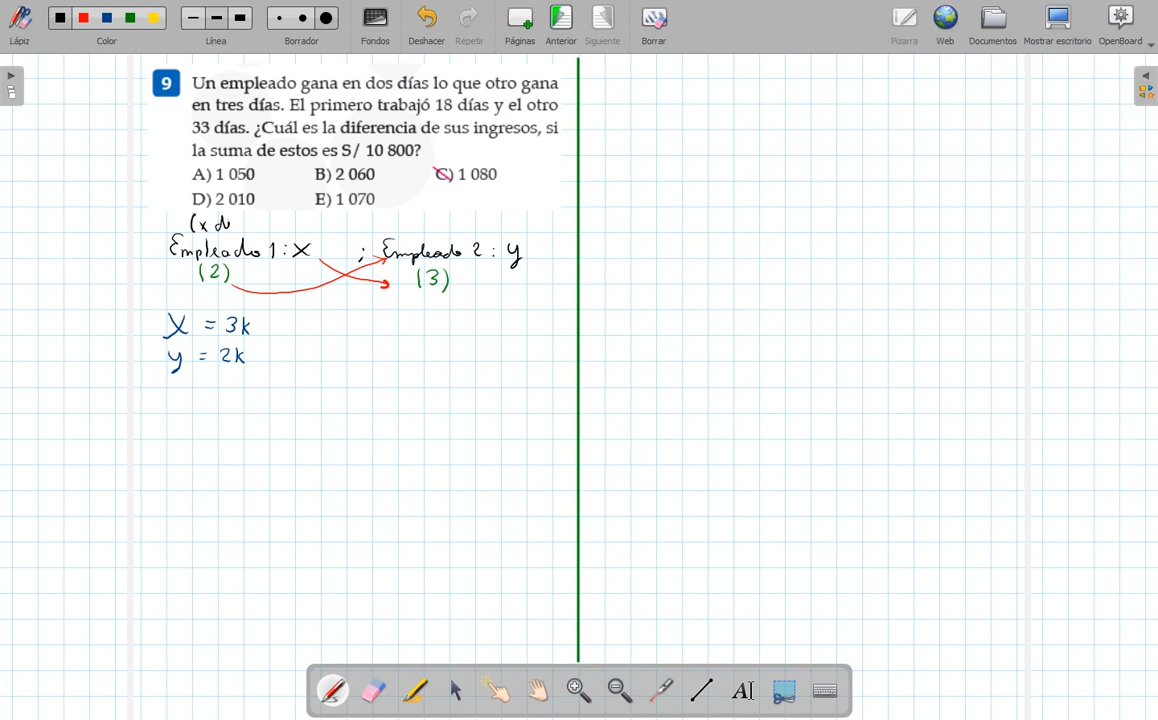 Lápiz
Color
Línea
Borrador
Fondos
Deshacer
Repetir
Páginas
Anterior
Siguiente
Borrar
Pizarra
Web
Documentos
Mostrar escritorio
OpenBoard
9 Un empleado gana en dos días lo que otro gana
en tres días. El primero trabajó 18 días y el otro
33 días. ¿Cuál es la diferencia de sus ingresos, si
la suma de estos es S/ 10 800?
A) 1 050 B) 2 060 C) 1 080
D) 2 010 E) 1 070
(x du
Empleado 1 : X ; Empleado 2 : y
(2) (3)
X = 3k
y = 2k